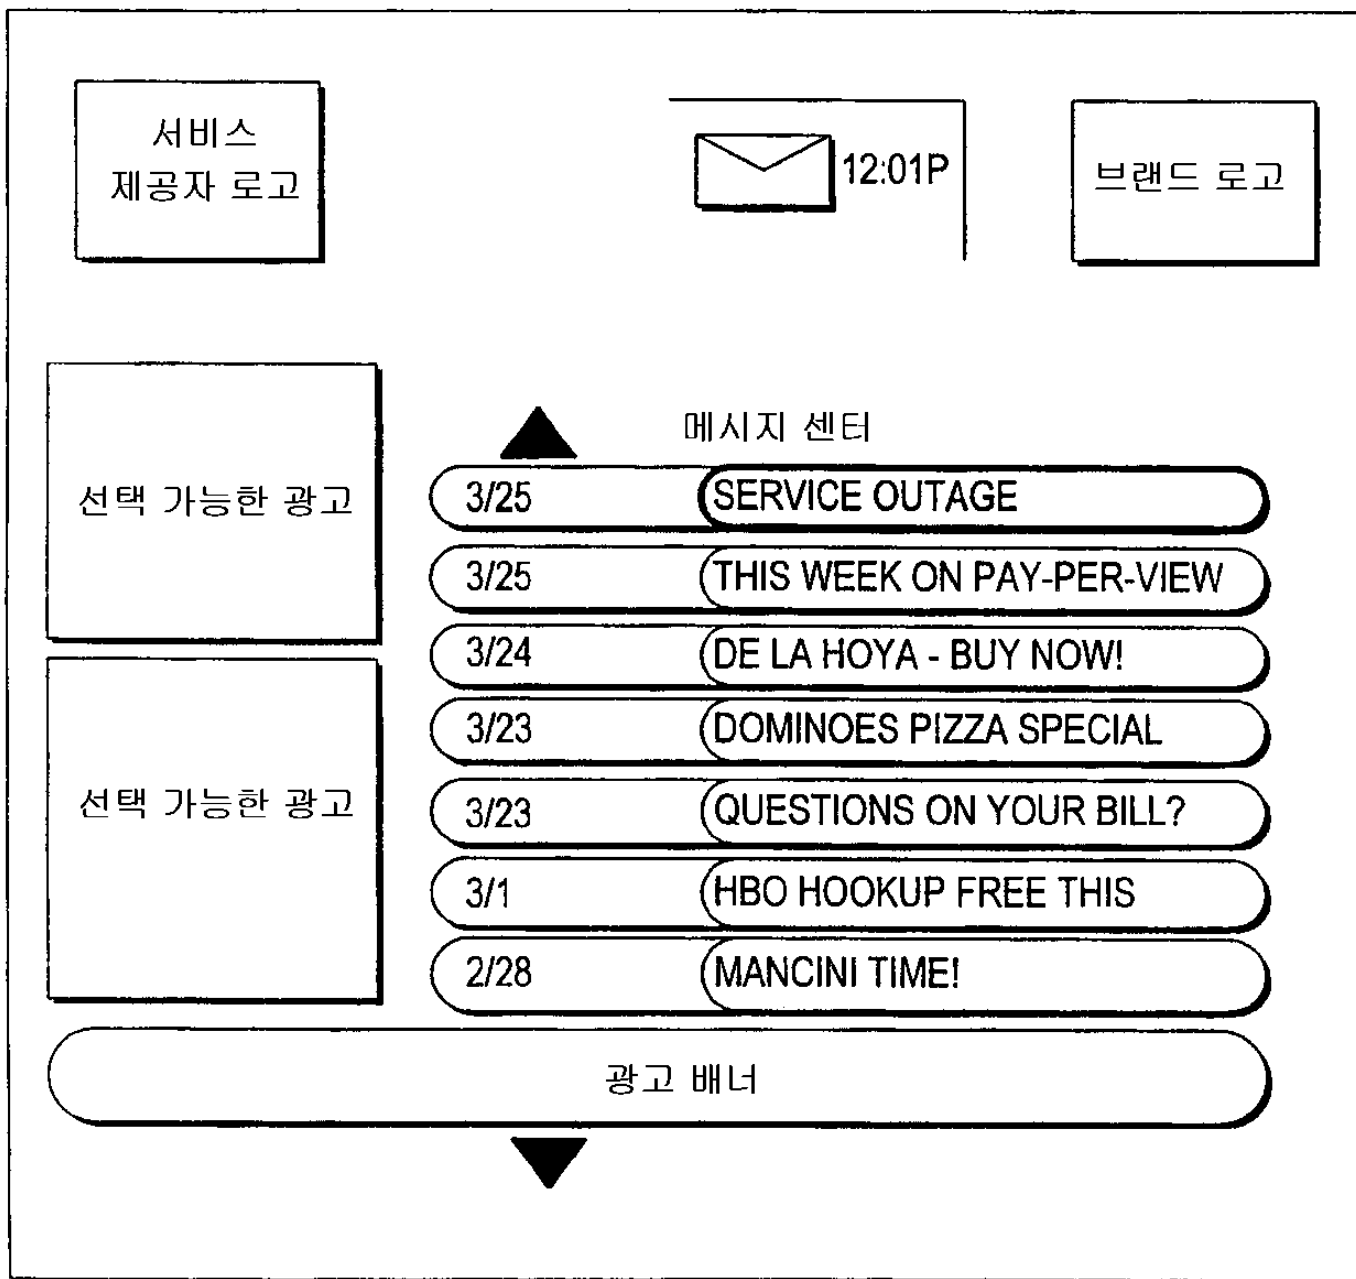 서비스
제공자 로고
12:01P
브랜드 로고
선택 가능한 광고
선택 가능한 광고
메시지 센터
3/25 SERVICE OUTAGE
3/25 THIS WEEK ON PAY-PER-VIEW
3/24 DE LA HOYA - BUY NOW!
3/23 DOMINOES PIZZA SPECIAL
3/23 QUESTIONS ON YOUR BILL?
3/1 HBO HOOKUP FREE THIS
2/28 MANCINI TIME!
광고 배너